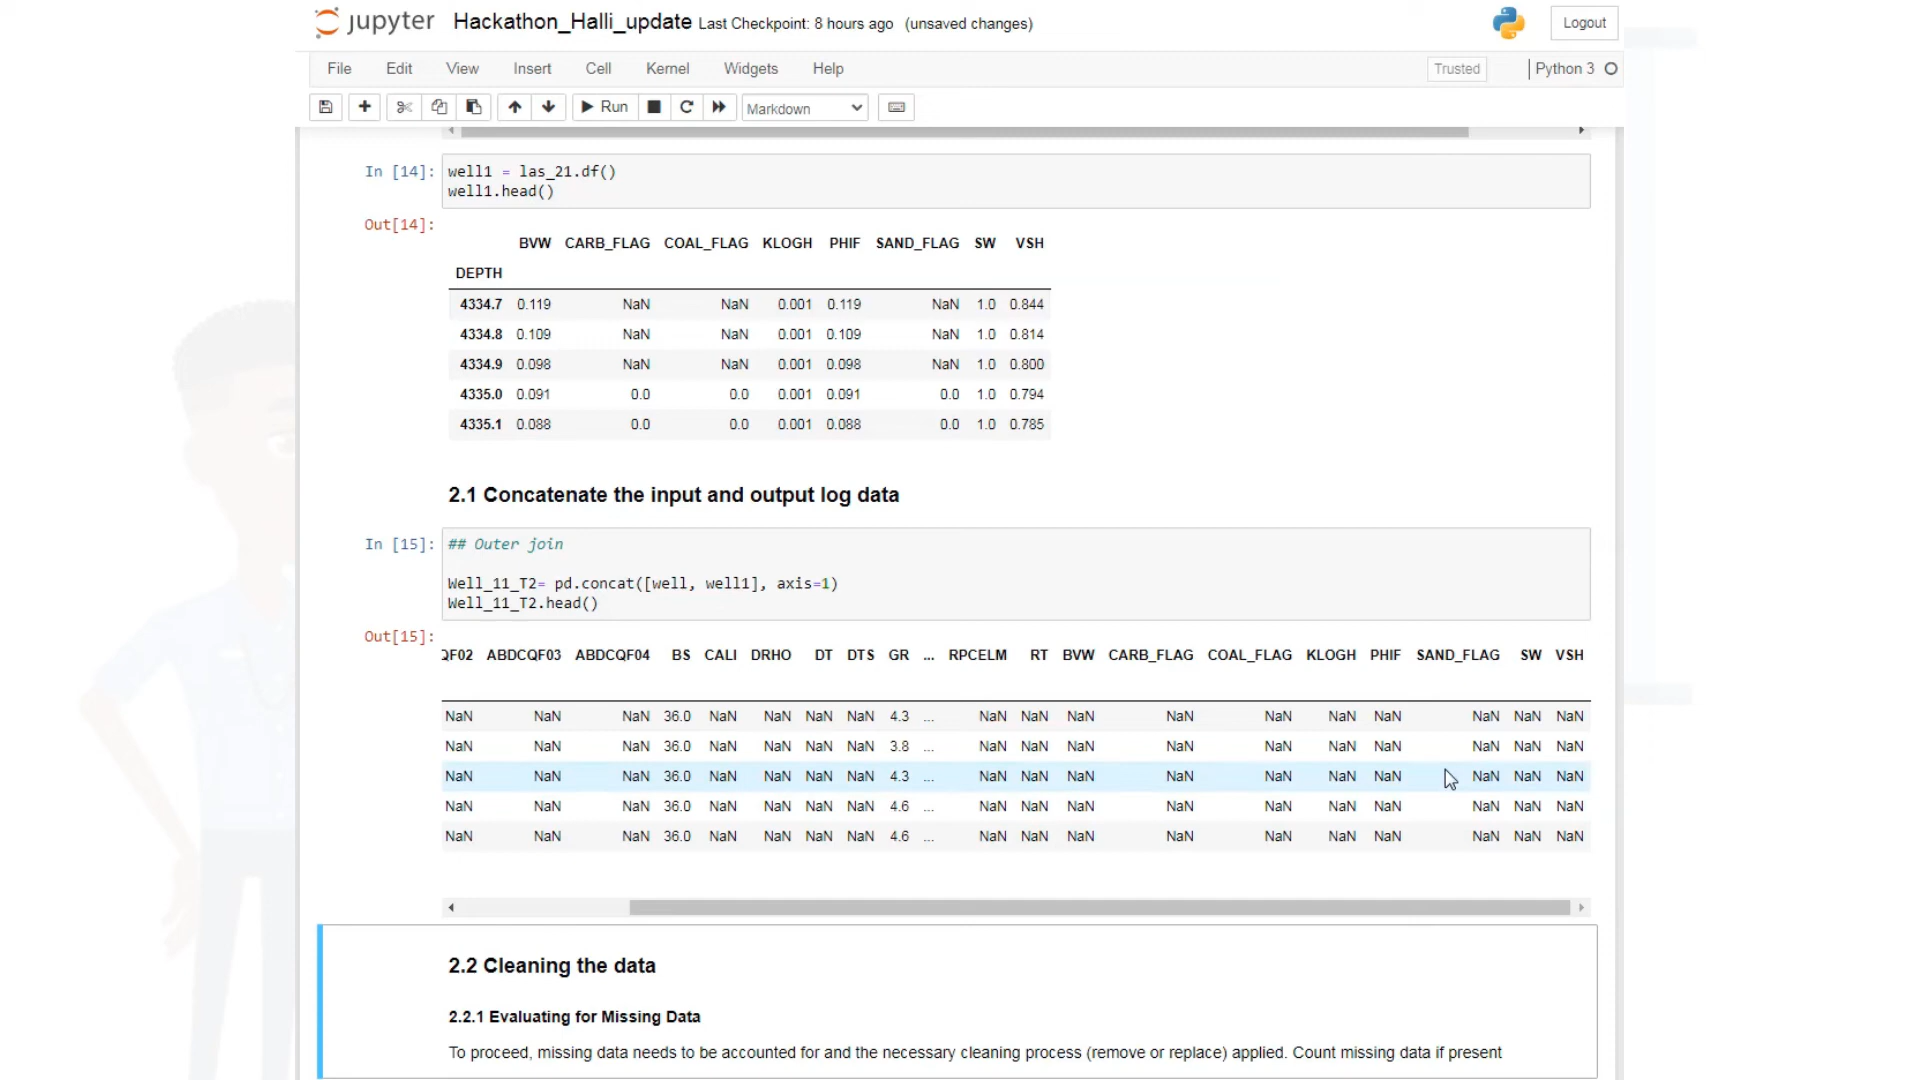 jupyter Hackathon_Halli_update Last Checkpoint: 8 hours ago (unsaved changes) Logout
File Edit View Insert Cell Kernel Widgets Help Trusted Python 3
Run Markdown
In [14]: well1 = las_21.df()
well1.head()
Out[14]:
BVW CARB_FLAG COAL_FLAG KLOGH PHIF SAND_FLAG SW VSH
DEPTH
4334.7 0.119 NaN NaN 0.001 0.119 NaN 1.0 0.844
4334.8 0.109 NaN NaN 0.001 0.109 NaN 1.0 0.814
4334.9 0.098 NaN NaN 0.001 0.098 NaN 1.0 0.800
4335.0 0.091 0.0 0.0 0.001 0.091 0.0 1.0 0.794
4335.1 0.088 0.0 0.0 0.001 0.088 0.0 1.0 0.785
2.1 Concatenate the input and output log data
In [15]: ## Outer join
Well_11_T2= pd.concat([well, well1], axis=1)
Well_11_T2.head()
Out[15]:
QF02 ABDCQF03 ABDCQF04 BS CALI DRHO DT DTS GR ... RPCELM RT BVW CARB_FLAG COAL_FLAG KLOGH PHIF SAND_FLAG SW VSH
NaN NaN NaN 36.0 NaN NaN NaN NaN 4.3 ... NaN NaN NaN NaN NaN NaN NaN NaN NaN NaN
NaN NaN NaN 36.0 NaN NaN NaN NaN 3.8 ... NaN NaN NaN NaN NaN NaN NaN NaN NaN NaN
NaN NaN NaN 36.0 NaN NaN NaN NaN 4.3 ... NaN NaN NaN NaN NaN NaN NaN NaN NaN NaN
NaN NaN NaN 36.0 NaN NaN NaN NaN 4.6 ... NaN NaN NaN NaN NaN NaN NaN NaN NaN NaN
NaN NaN NaN 36.0 NaN NaN NaN NaN 4.6 ... NaN NaN NaN NaN NaN NaN NaN NaN NaN NaN
2.2 Cleaning the data
2.2.1 Evaluating for Missing Data
To proceed, missing data needs to be accounted for and the necessary cleaning process (remove or replace) applied. Count missing data if present